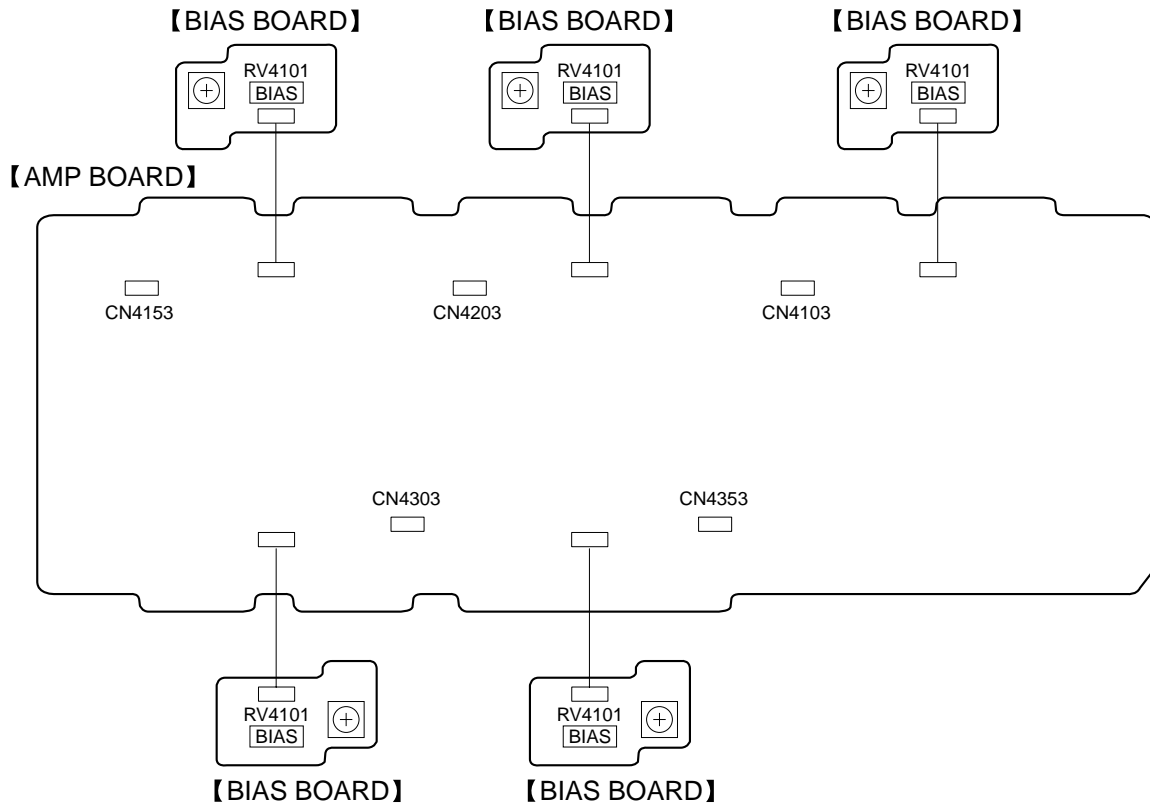 【BIAS BOARD】 【BIAS BOARD】 【BIAS BOARD】
RV4101 RV4101 RV4101
BIAS BIAS BIAS
【AMP BOARD】
CN4153 CN4203 CN4103
CN4303 CN4353
RV4101 RV4101
BIAS BIAS
【BIAS BOARD】 【BIAS BOARD】